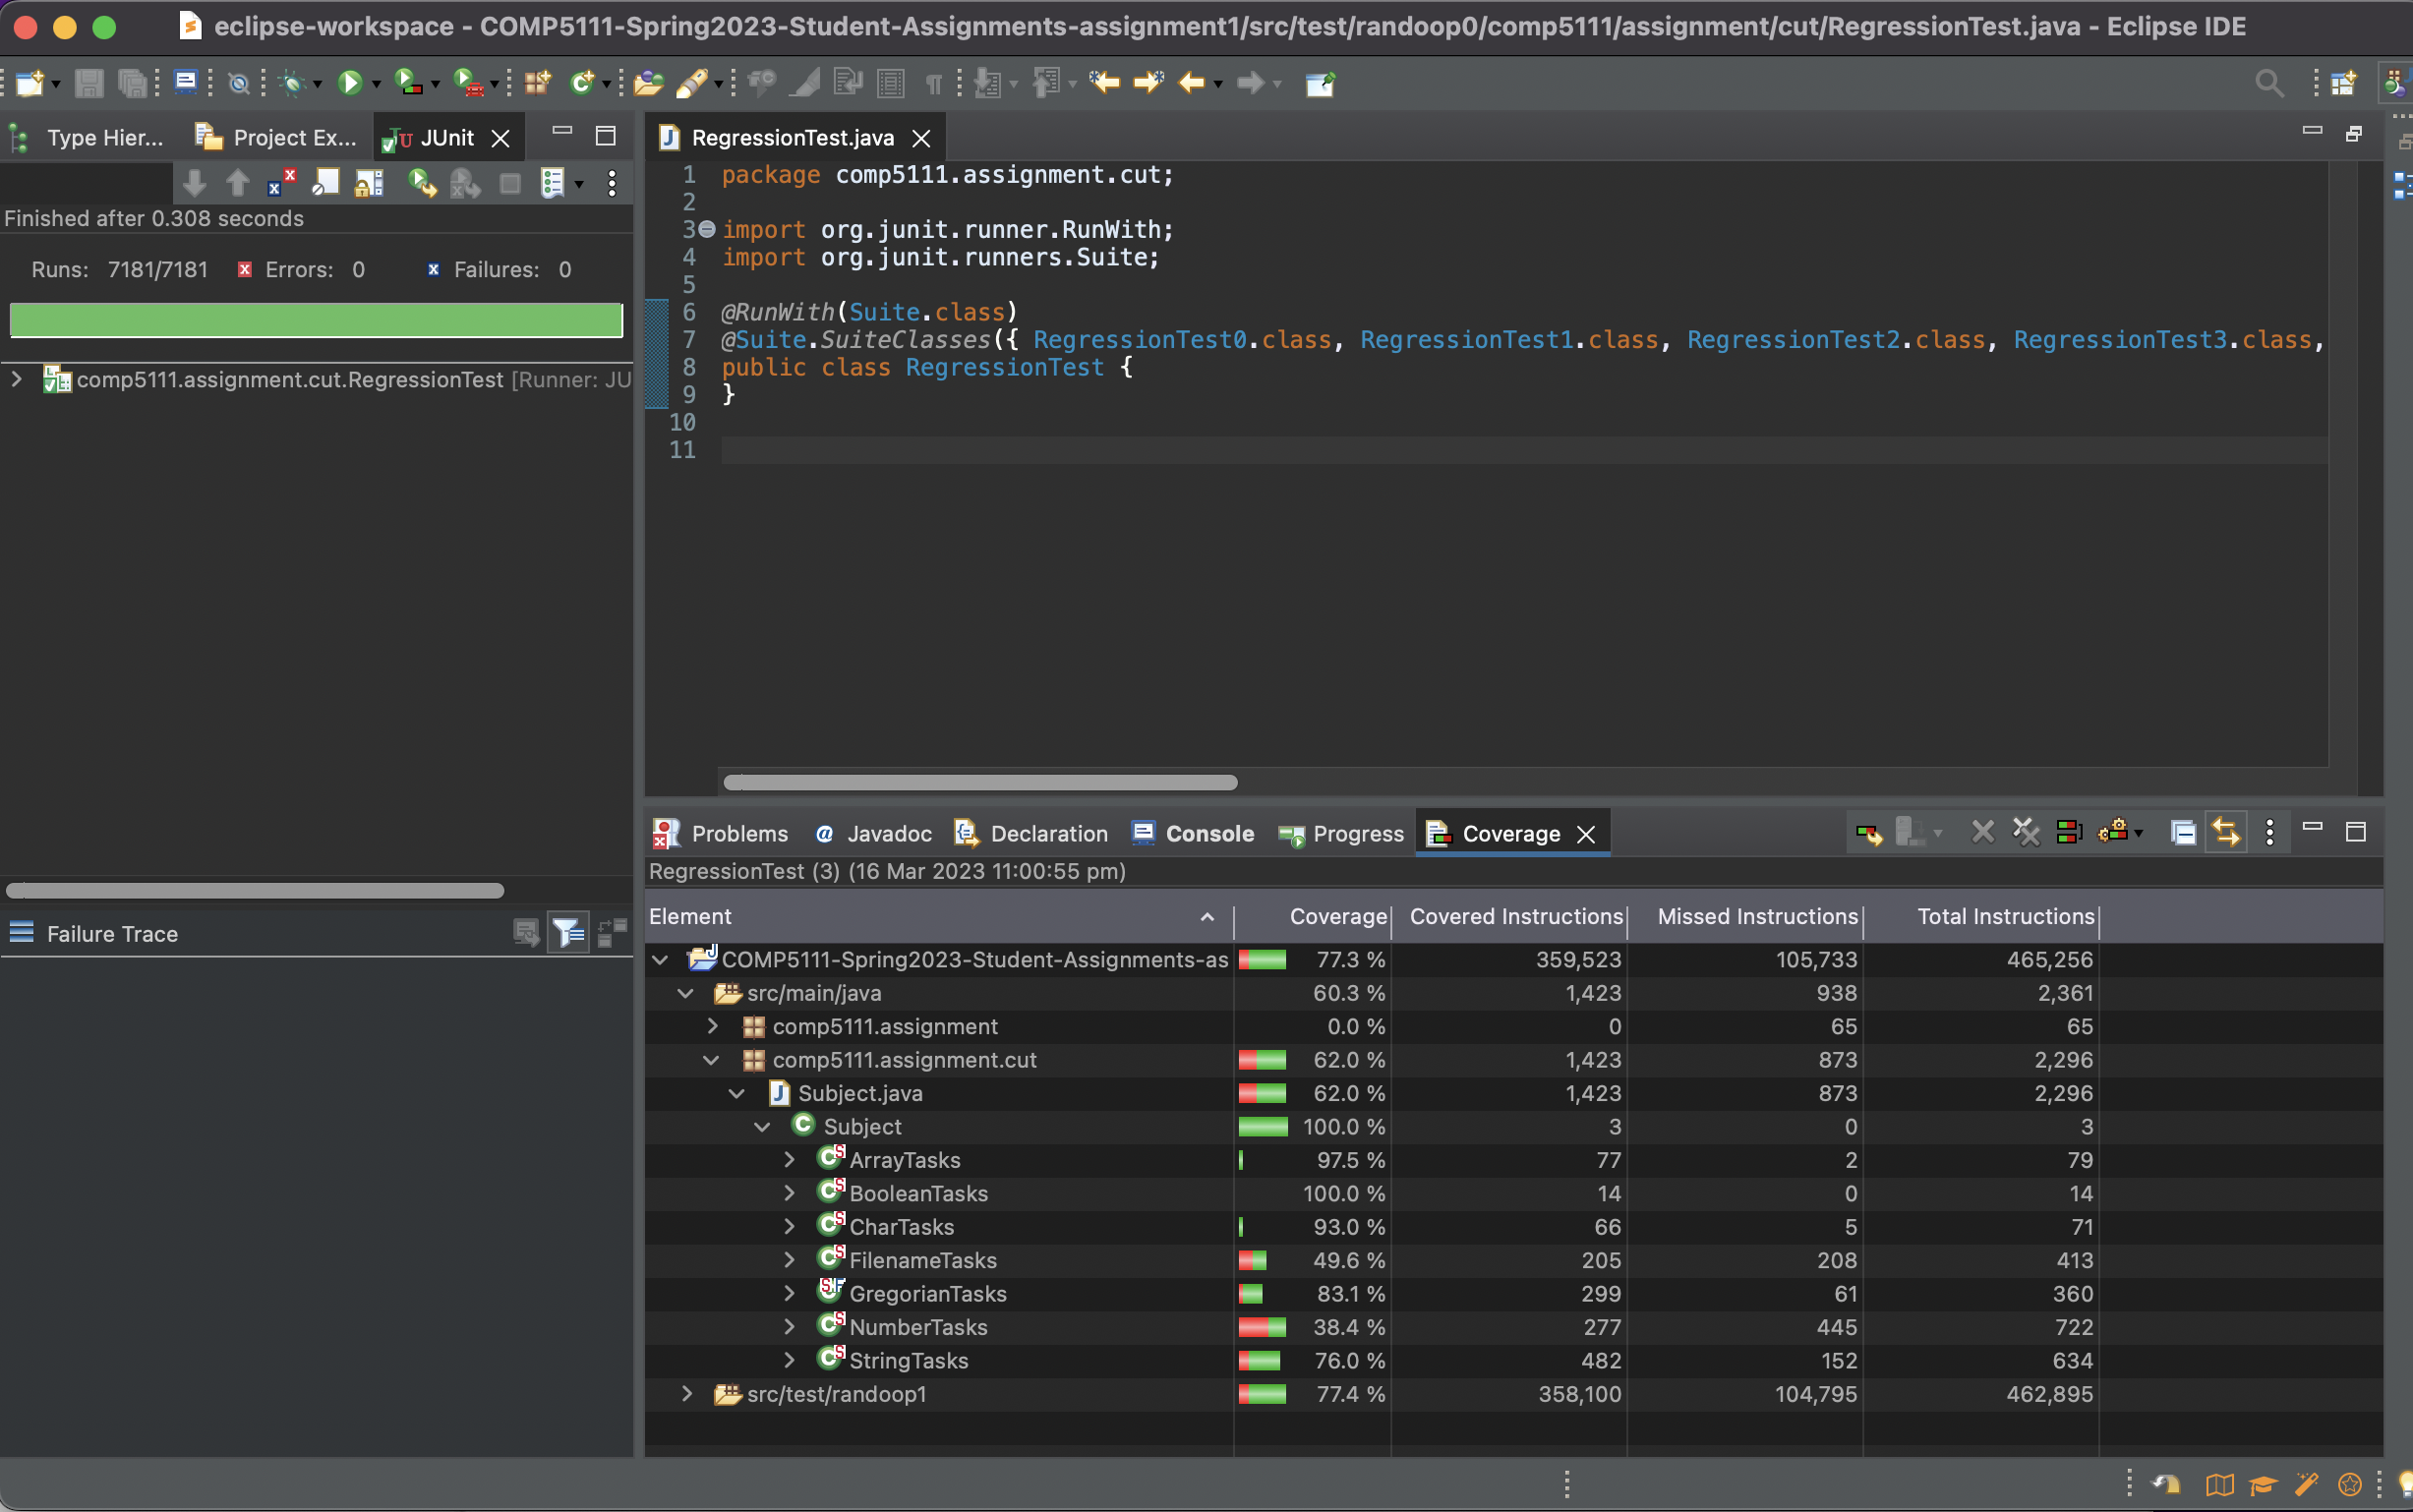 eclipse-workspace - COMP5111-Spring2023-Student-Assignments-assignment1/src/test/randoop0/comp5111/assignment/cut/RegressionTest.java - Eclipse IDE
Type Hier... Project Ex... JUnit
Finished after 0.308 seconds
Runs: 7181/7181 Errors: 0 Failures: 0
comp5111.assignment.cut.RegressionTest [Runner: JU
Failure Trace
RegressionTest.java
1 package comp5111.assignment.cut;
2
3 import org.junit.runner.RunWith;
4 import org.junit.runners.Suite;
5
6 @RunWith(Suite.class)
7 @Suite.SuiteClasses({ RegressionTest0.class, RegressionTest1.class, RegressionTest2.class, RegressionTest3.class,
8 public class RegressionTest {
9 }
10
11
Problems Javadoc Declaration Console Progress Coverage
RegressionTest (3) (16 Mar 2023 11:00:55 pm)
Element Coverage Covered Instructions Missed Instructions Total Instructions
COMP5111-Spring2023-Student-Assignments-as 77.3 % 359,523 105,733 465,256
src/main/java 60.3 % 1,423 938 2,361
comp5111.assignment 0.0 % 0 65 65
comp5111.assignment.cut 62.0 % 1,423 873 2,296
Subject.java 62.0 % 1,423 873 2,296
Subject 100.0 % 3 0 3
ArrayTasks 97.5 % 77 2 79
BooleanTasks 100.0 % 14 0 14
CharTasks 93.0 % 66 5 71
FilenameTasks 49.6 % 205 208 413
GregorianTasks 83.1 % 299 61 360
NumberTasks 38.4 % 277 445 722
StringTasks 76.0 % 482 152 634
src/test/randoop1 77.4 % 358,100 104,795 462,895